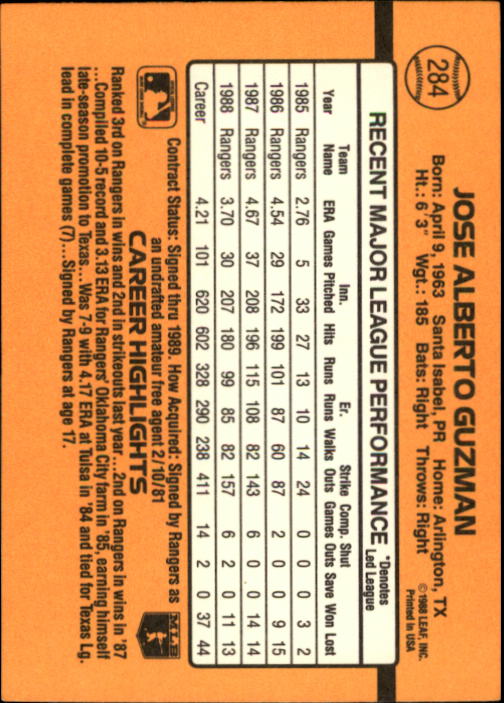 284
JOSE ALBERTO GUZMAN
Born: April 9, 1963 Santa Isabel, PR Home: Arlington, TX
Ht.: 6'3" Wgt.: 185 Bats: Right Throws: Right
©1988 LEAF, INC.
Printed in USA
RECENT MAJOR LEAGUE PERFORMANCE
*Denotes
Led League
Team Inn. Er. Strike Comp. Shut
Year Name ERA Games Pitched Hits Runs Runs Walks Outs Games Outs Save Won Lost
1985 Rangers 2.76 5 33 27 13 10 14 24 0 0 0 3 2
1986 Rangers 4.54 29 172 199 101 87 60 87 2 0 0 9 15
1987 Rangers 4.67 37 208 196 115 108 82 143 6 0 0 14 14
1988 Rangers 3.70 30 207 180 99 85 82 157 6 2 0 11 13
Career 4.21 101 620 602 328 290 238 411 14 2 0 37 44
Contract Status: Signed thru 1989. How Acquired: Signed by Rangers as
an undrafted amateur free agent 2/10/81
MLB
CAREER HIGHLIGHTS
Ranked 3rd on Rangers in wins and 2nd in strikeouts last year...2nd on Rangers in wins in '87
...Compiled 10-5 record and 3.13 ERA for Rangers' Oklahoma City farm in '85, earning himself
late-season promotion to Texas...Was 7-9 with 4.17 ERA at Tulsa in '84 and tied for Texas Lg.
lead in complete games (7)...Signed by Rangers at age 17.